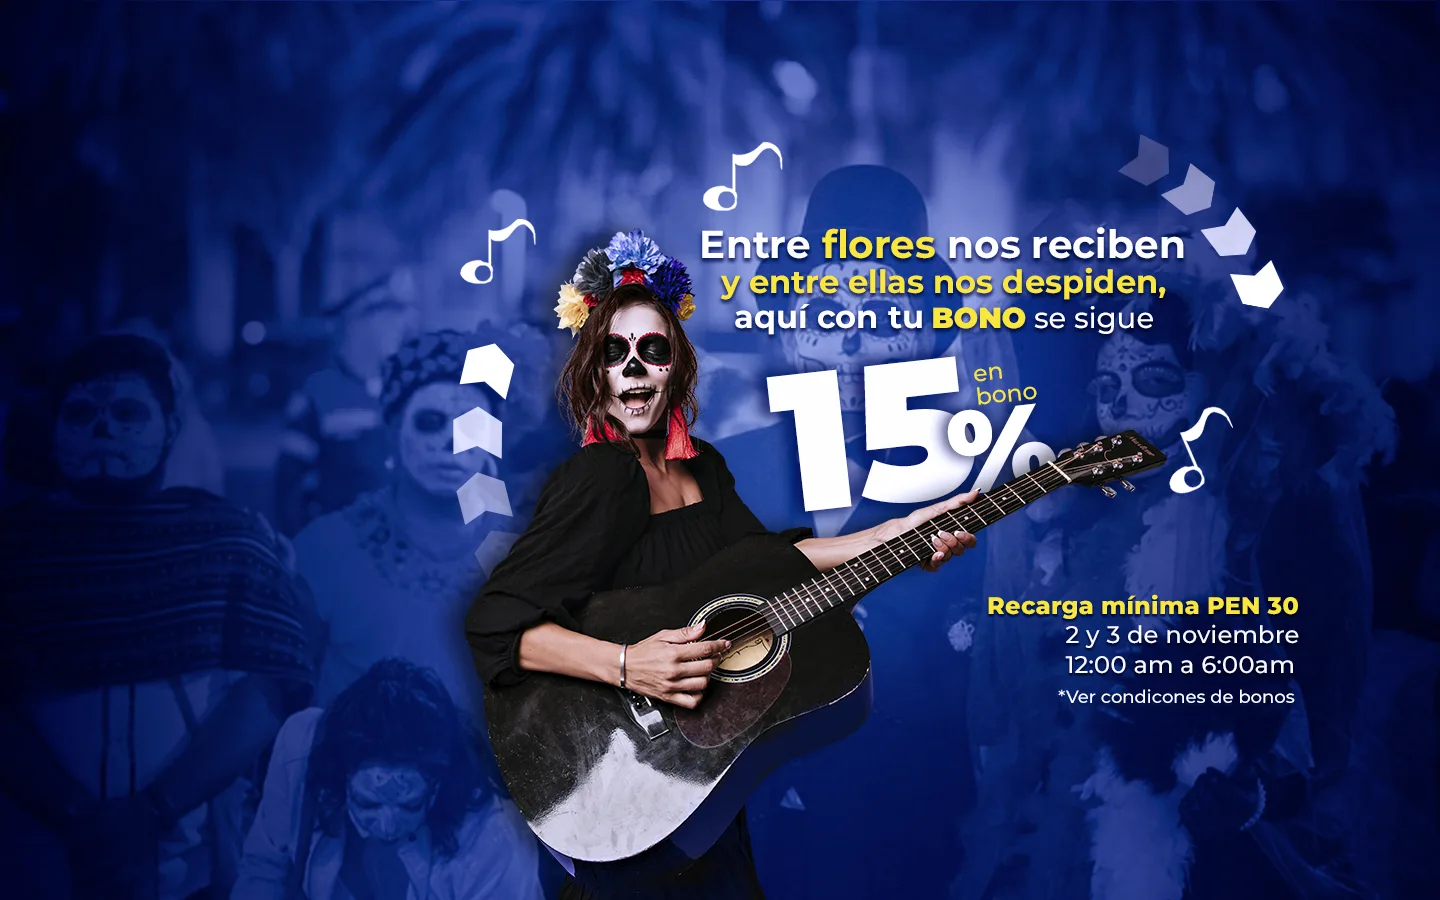 Entre flores nos reciben
y entre ellas nos despiden,
aquí con tu BONO se sigue
15%
en
bono
Recarga mínima PEN 30
2 y 3 de noviembre
12:00 am a 6:00am
*Ver condicones de bonos